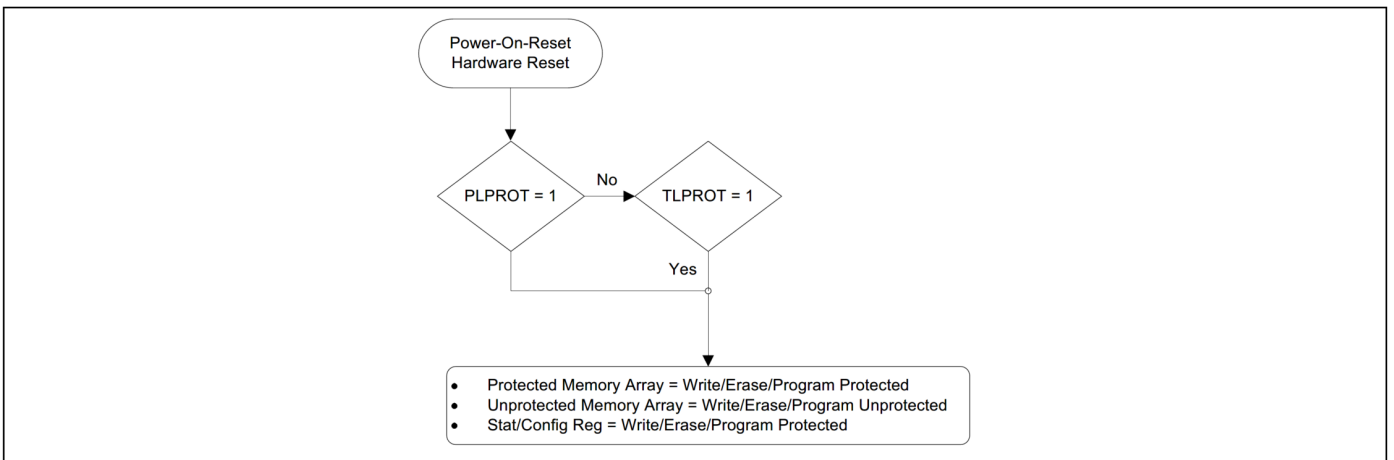 Power-On-Reset
Hardware Reset
PLPROT = 1
No
TLPROT = 1
Yes
• Protected Memory Array = Write/Erase/Program Protected
• Unprotected Memory Array = Write/Erase/Program Unprotected
• Stat/Config Reg = Write/Erase/Program Protected